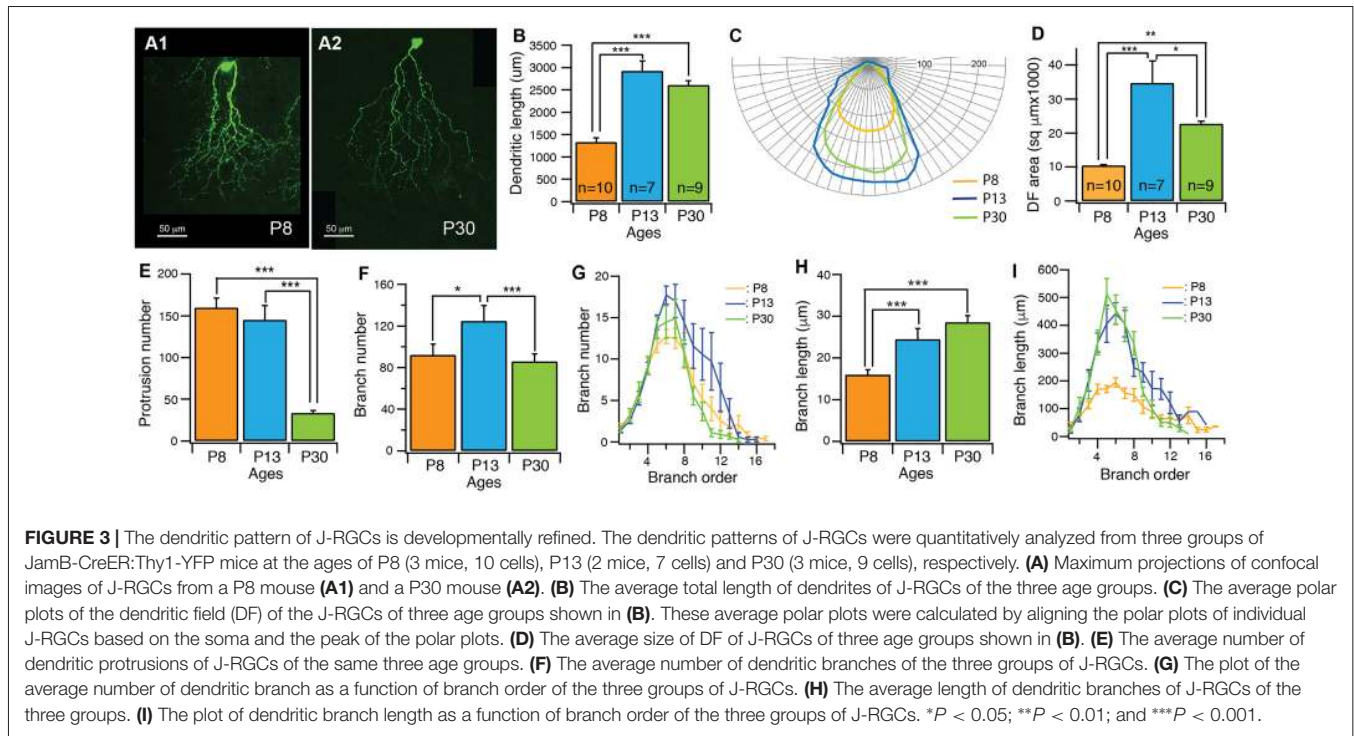 A1
50 μm
P8
A2
50 μm
P30
B
Dendritic length (um)
3500
3000
2500
2000
1500
1000
500
0
***
***
n=10
n=7
n=9
P8
P13
P30
Ages
C
100
200
P8
P13
P30
D
DF area (sq μmx1000)
40
30
20
10
0
**
***
*
n=10
n=7
n=9
P8
P13
P30
Ages
E
Protrusion number
200
150
100
50
0
***
***
P8
P13
P30
Ages
F
Branch number
160
120
80
40
0
*
***
P8
P13
P30
Ages
G
20
15
10
5
0
Branch number
: P8
: P13
: P30
4
8
12
16
Branch order
H
Branch length (μm)
40
30
20
10
0
***
***
P8
P13
P30
Ages
I
Branch length (μm)
600
500
400
300
200
100
0
: P8
: P13
: P30
4
8
12
16
Branch order
FIGURE 3 | The dendritic pattern of J-RGCs is developmentally refined. The dendritic patterns of J-RGCs were quantitatively analyzed from three groups of
JamB-CreER:Thy1-YFP mice at the ages of P8 (3 mice, 10 cells), P13 (2 mice, 7 cells) and P30 (3 mice, 9 cells), respectively. (A) Maximum projections of confocal
images of J-RGCs from a P8 mouse (A1) and a P30 mouse (A2). (B) The average total length of dendrites of J-RGCs of the three age groups. (C) The average polar
plots of the dendritic field (DF) of the J-RGCs of three age groups shown in (B). These average polar plots were calculated by aligning the polar plots of individual
J-RGCs based on the soma and the peak of the polar plots. (D) The average size of DF of J-RGCs of three age groups shown in (B). (E) The average number of
dendritic protrusions of J-RGCs of the same three age groups. (F) The average number of dendritic branches of the three groups of J-RGCs. (G) The plot of the
average number of dendritic branch as a function of branch order of the three groups of J-RGCs. (H) The average length of dendritic branches of J-RGCs of the
three groups. (I) The plot of dendritic branch length as a function of branch order of the three groups of J-RGCs. *P < 0.05; **P < 0.01; and ***P < 0.001.